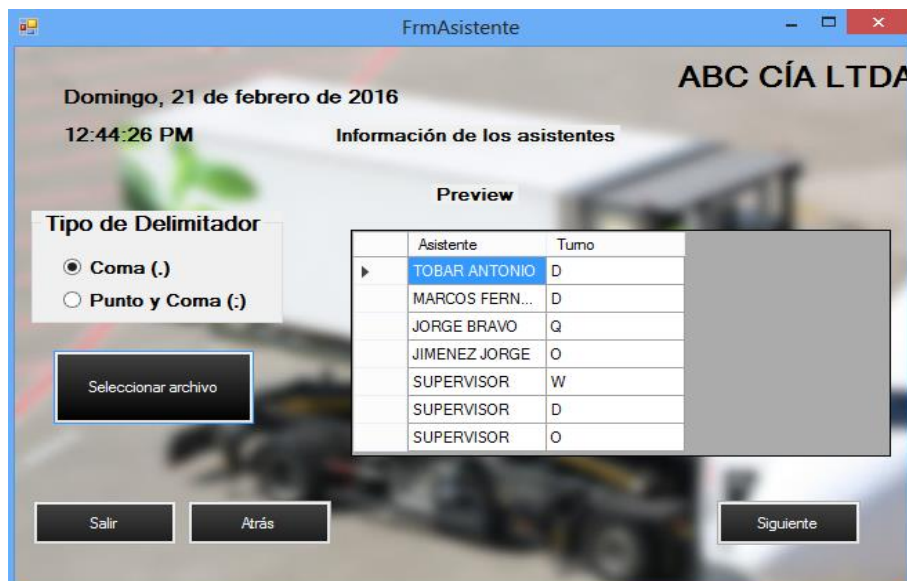 FrmAsistente
ABC CÍA LTDA
Domingo, 21 de febrero de 2016
12:44:26 PM
Información de los asistentes
Preview
Tipo de Delimitador
Coma (,)
Punto y Coma (;)
Seleccionar archivo
Asistente Turno
TOBAR ANTONIO D
MARCOS FERN... D
JORGE BRAVO Q
JIMENEZ JORGE O
SUPERVISOR W
SUPERVISOR D
SUPERVISOR O
Salir
Atrás
Siguiente